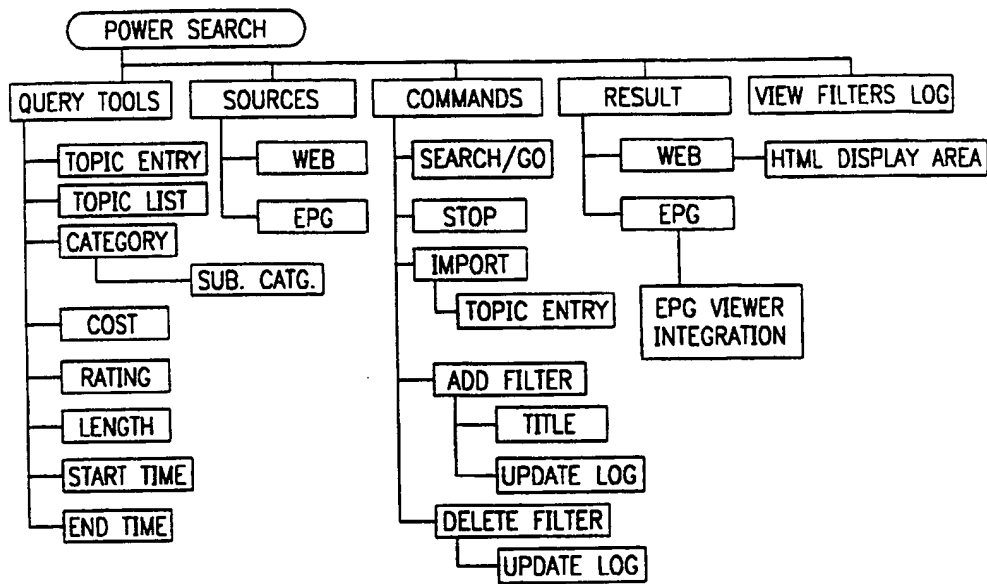 POWER SEARCH
QUERY TOOLS
TOPIC ENTRY
TOPIC LIST
CATEGORY
SUB. CATG.
COST
RATING
LENGTH
START TIME
END TIME
SOURCES
WEB
EPG
COMMANDS
SEARCH/GO
STOP
IMPORT
TOPIC ENTRY
ADD FILTER
TITLE
UPDATE LOG
DELETE FILTER
UPDATE LOG
RESULT
WEB
HTML DISPLAY AREA
EPG
EPG VIEWER
INTEGRATION
VIEW FILTERS LOG